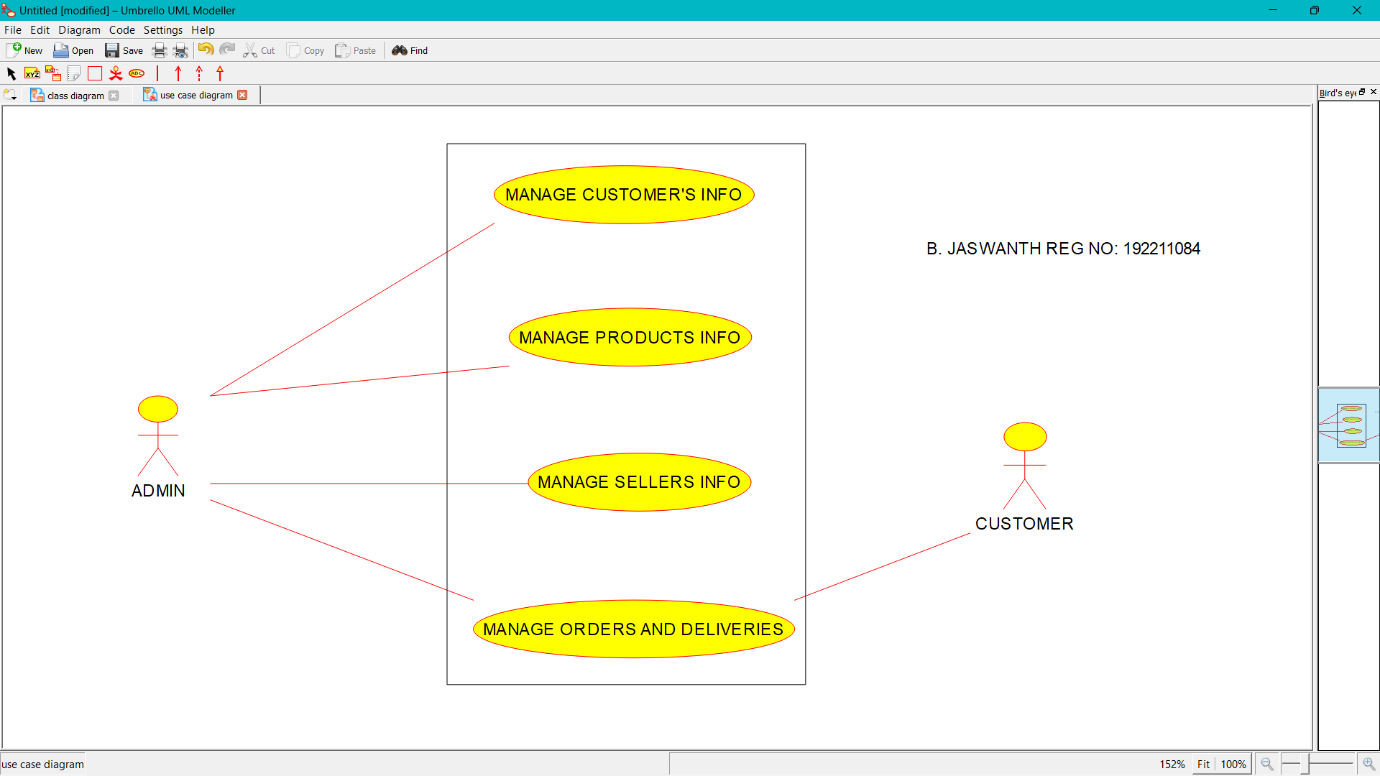 Untitled [modified] – Umbrello UML Modeller
File Edit Diagram Code Settings Help
New Open Save Cut Copy Paste Find
XYZ ABC
class diagram use case diagram
Bird's eye
MANAGE CUSTOMER'S INFO
B. JASWANTH REG NO: 192211084
MANAGE PRODUCTS INFO
MANAGE SELLERS INFO
ADMIN
CUSTOMER
MANAGE ORDERS AND DELIVERIES
use case diagram
152% Fit 100%